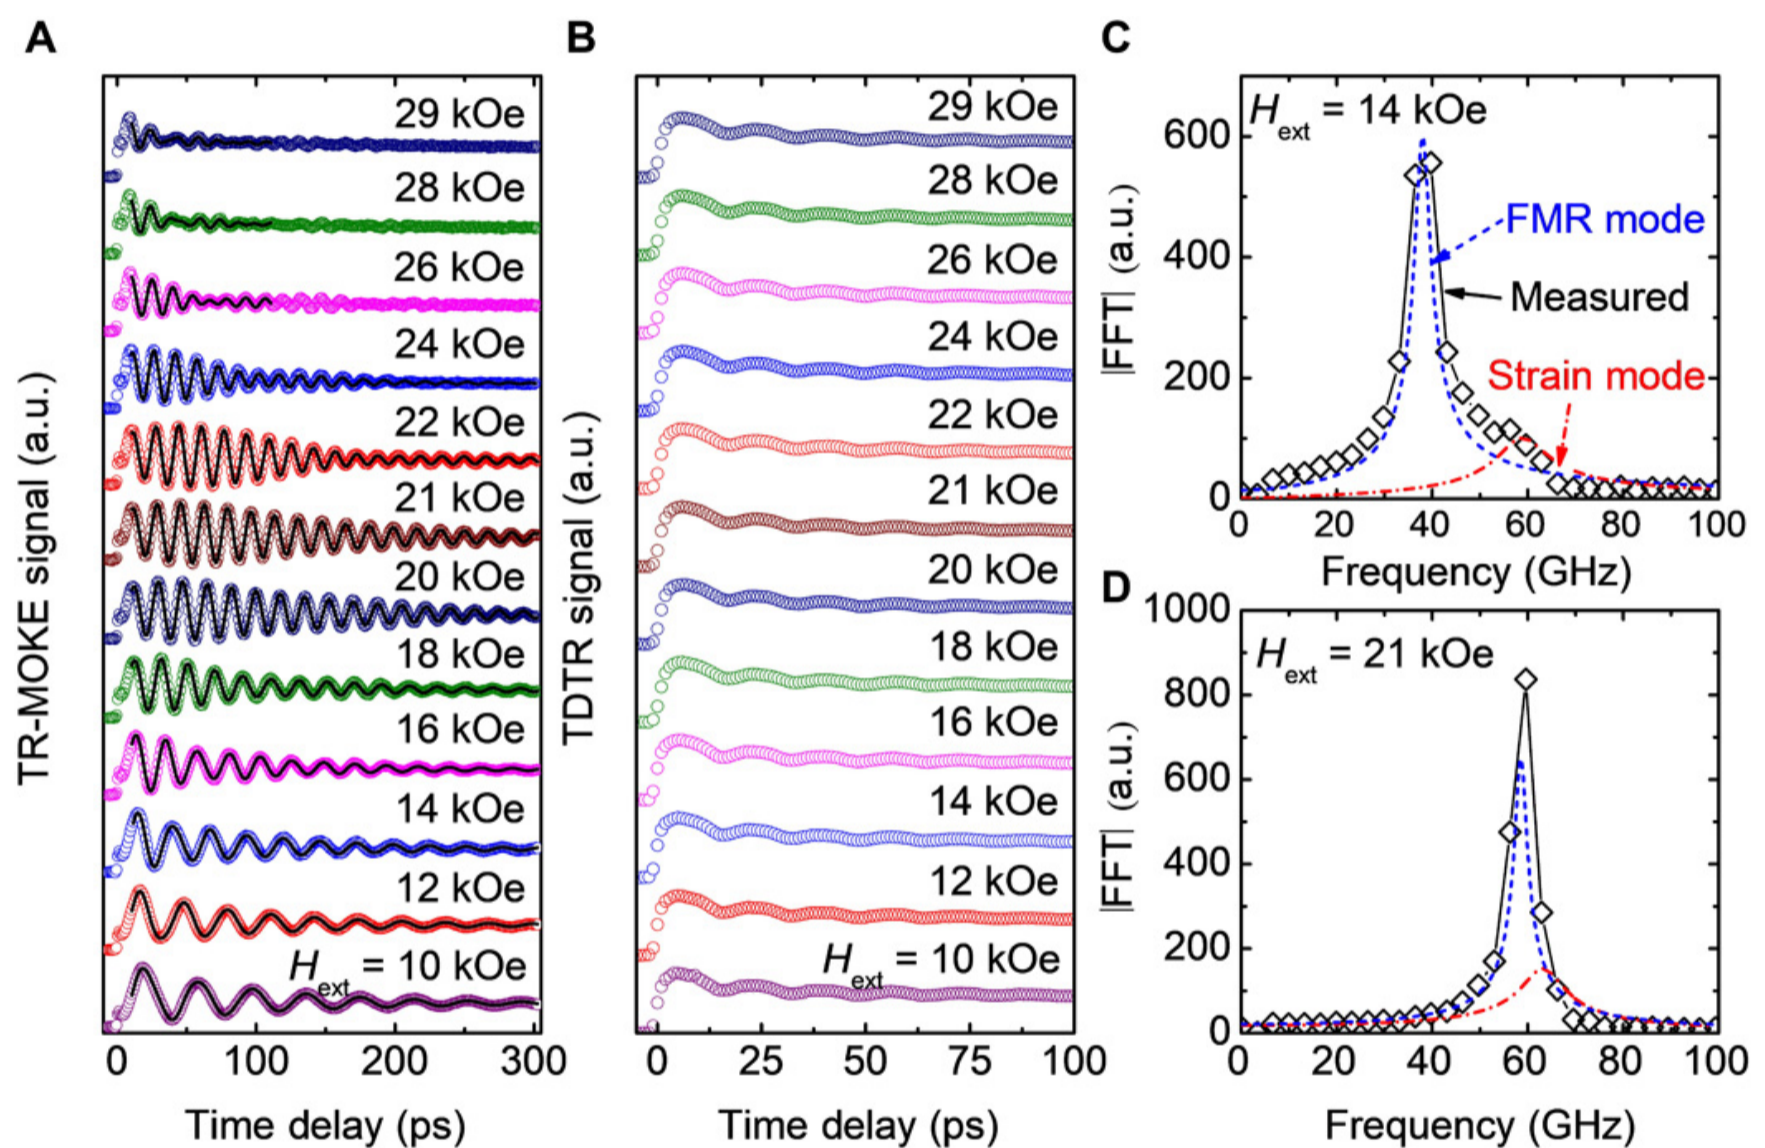 A
TR-MOKE signal (a.u.)
29 kOe
28 kOe
26 kOe
24 kOe
22 kOe
21 kOe
20 kOe
18 kOe
16 kOe
14 kOe
12 kOe
Hext = 10 kOe
0 100 200 300
Time delay (ps)
B
TDTR signal (a.u.)
29 kOe
28 kOe
26 kOe
24 kOe
22 kOe
21 kOe
20 kOe
18 kOe
16 kOe
14 kOe
12 kOe
Hext = 10 kOe
0 25 50 75 100
Time delay (ps)
C
|FFT| (a.u.)
Hext = 14 kOe
600
400
200
0
FMR mode
Measured
Strain mode
0 20 40 60 80 100
Frequency (GHz)
D
|FFT| (a.u.)
Hext = 21 kOe
1000
800
600
400
200
0
0 20 40 60 80 100
Frequency (GHz)